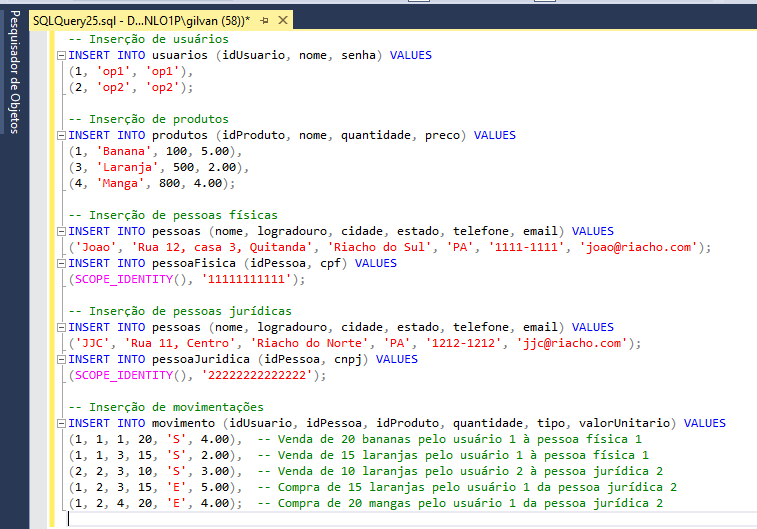 SQLQuery25.sql - D...NLO1P\gilvan (58))*
Pesquisador de Objetos
-- Inserção de usuários
INSERT INTO usuarios (idUsuario, nome, senha) VALUES
(1, 'op1', 'op1'),
(2, 'op2', 'op2');
-- Inserção de produtos
INSERT INTO produtos (idProduto, nome, quantidade, preco) VALUES
(1, 'Banana', 100, 5.00),
(3, 'Laranja', 500, 2.00),
(4, 'Manga', 800, 4.00);
-- Inserção de pessoas físicas
INSERT INTO pessoas (nome, logradouro, cidade, estado, telefone, email) VALUES
('Joao', 'Rua 12, casa 3, Quitanda', 'Riacho do Sul', 'PA', '1111-1111', 'joao@riacho.com');
INSERT INTO pessoaFisica (idPessoa, cpf) VALUES
(SCOPE_IDENTITY(), '11111111111');
-- Inserção de pessoas jurídicas
INSERT INTO pessoas (nome, logradouro, cidade, estado, telefone, email) VALUES
('JJC', 'Rua 11, Centro', 'Riacho do Norte', 'PA', '1212-1212', 'jjc@riacho.com');
INSERT INTO pessoaJuridica (idPessoa, cnpj) VALUES
(SCOPE_IDENTITY(), '22222222222222');
-- Inserção de movimentações
INSERT INTO movimento (idUsuario, idPessoa, idProduto, quantidade, tipo, valorUnitario) VALUES
(1, 1, 1, 20, 'S', 4.00), -- Venda de 20 bananas pelo usuário 1 à pessoa física 1
(1, 1, 3, 15, 'S', 2.00), -- Venda de 15 laranjas pelo usuário 1 à pessoa física 1
(2, 2, 3, 10, 'S', 3.00), -- Venda de 10 laranjas pelo usuário 2 à pessoa jurídica 2
(1, 2, 3, 15, 'E', 5.00), -- Compra de 15 laranjas pelo usuário 1 da pessoa jurídica 2
(1, 2, 4, 20, 'E', 4.00); -- Compra de 20 mangas pelo usuário 1 da pessoa jurídica 2